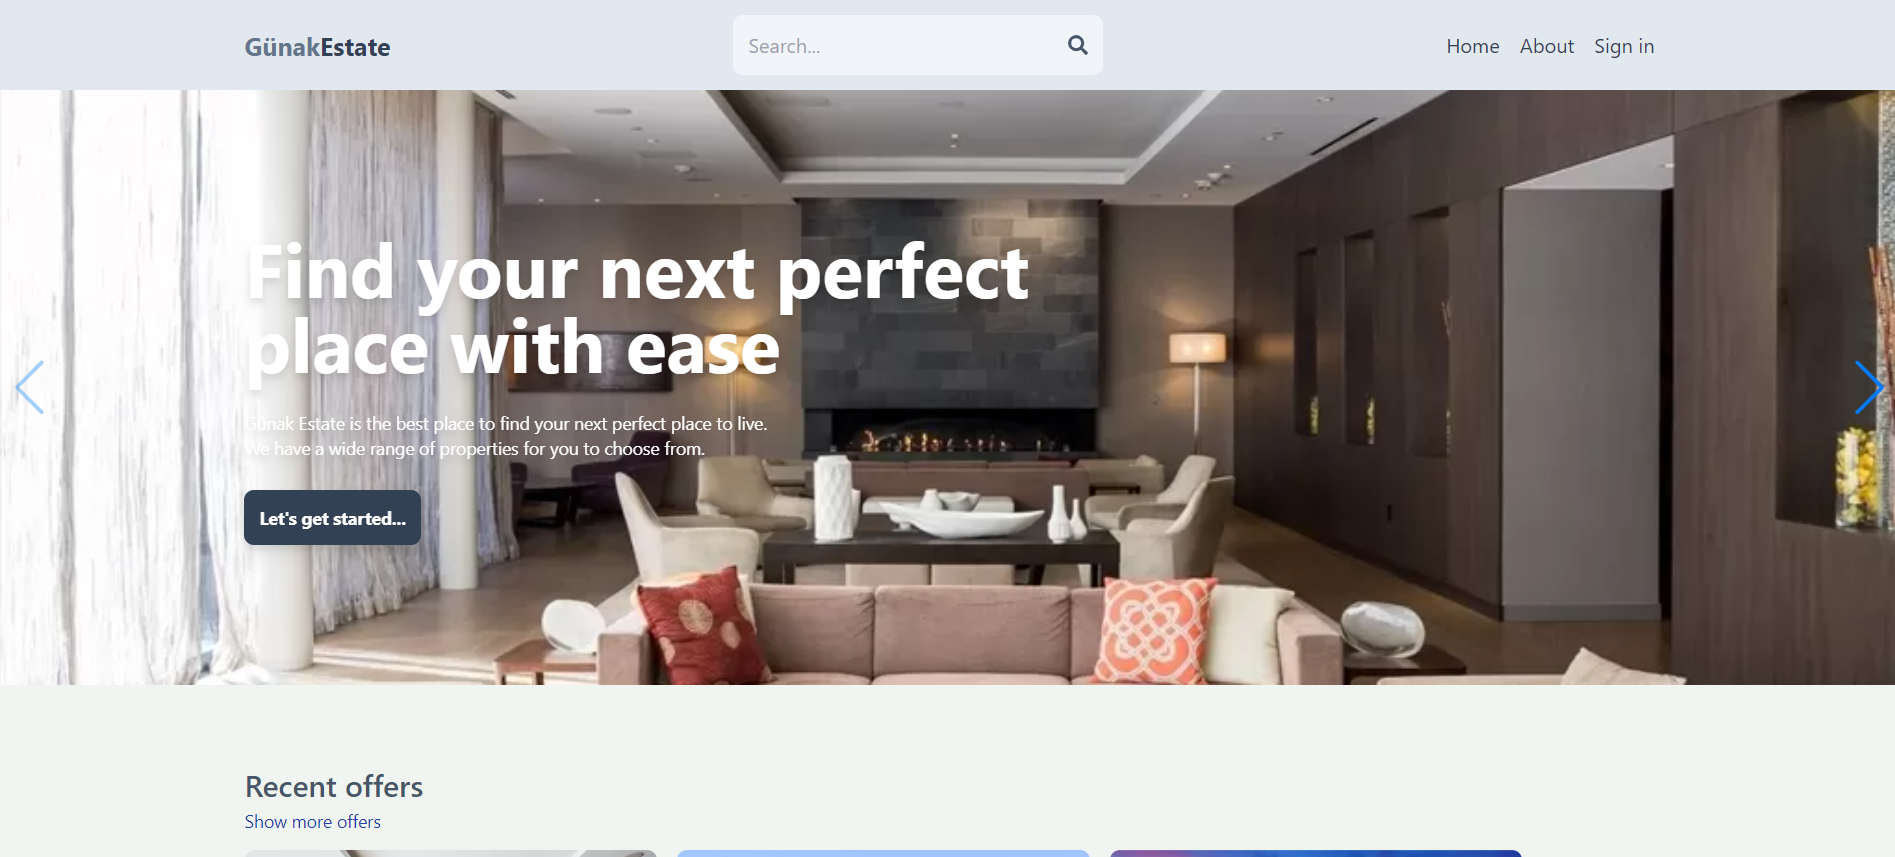 GünakEstate
Search...
Home
About
Sign in
Find your next perfect
place with ease
Günak Estate is the best place to find your next perfect place to live.
We have a wide range of properties for you to choose from.
Let's get started...
Recent offers
Show more offers